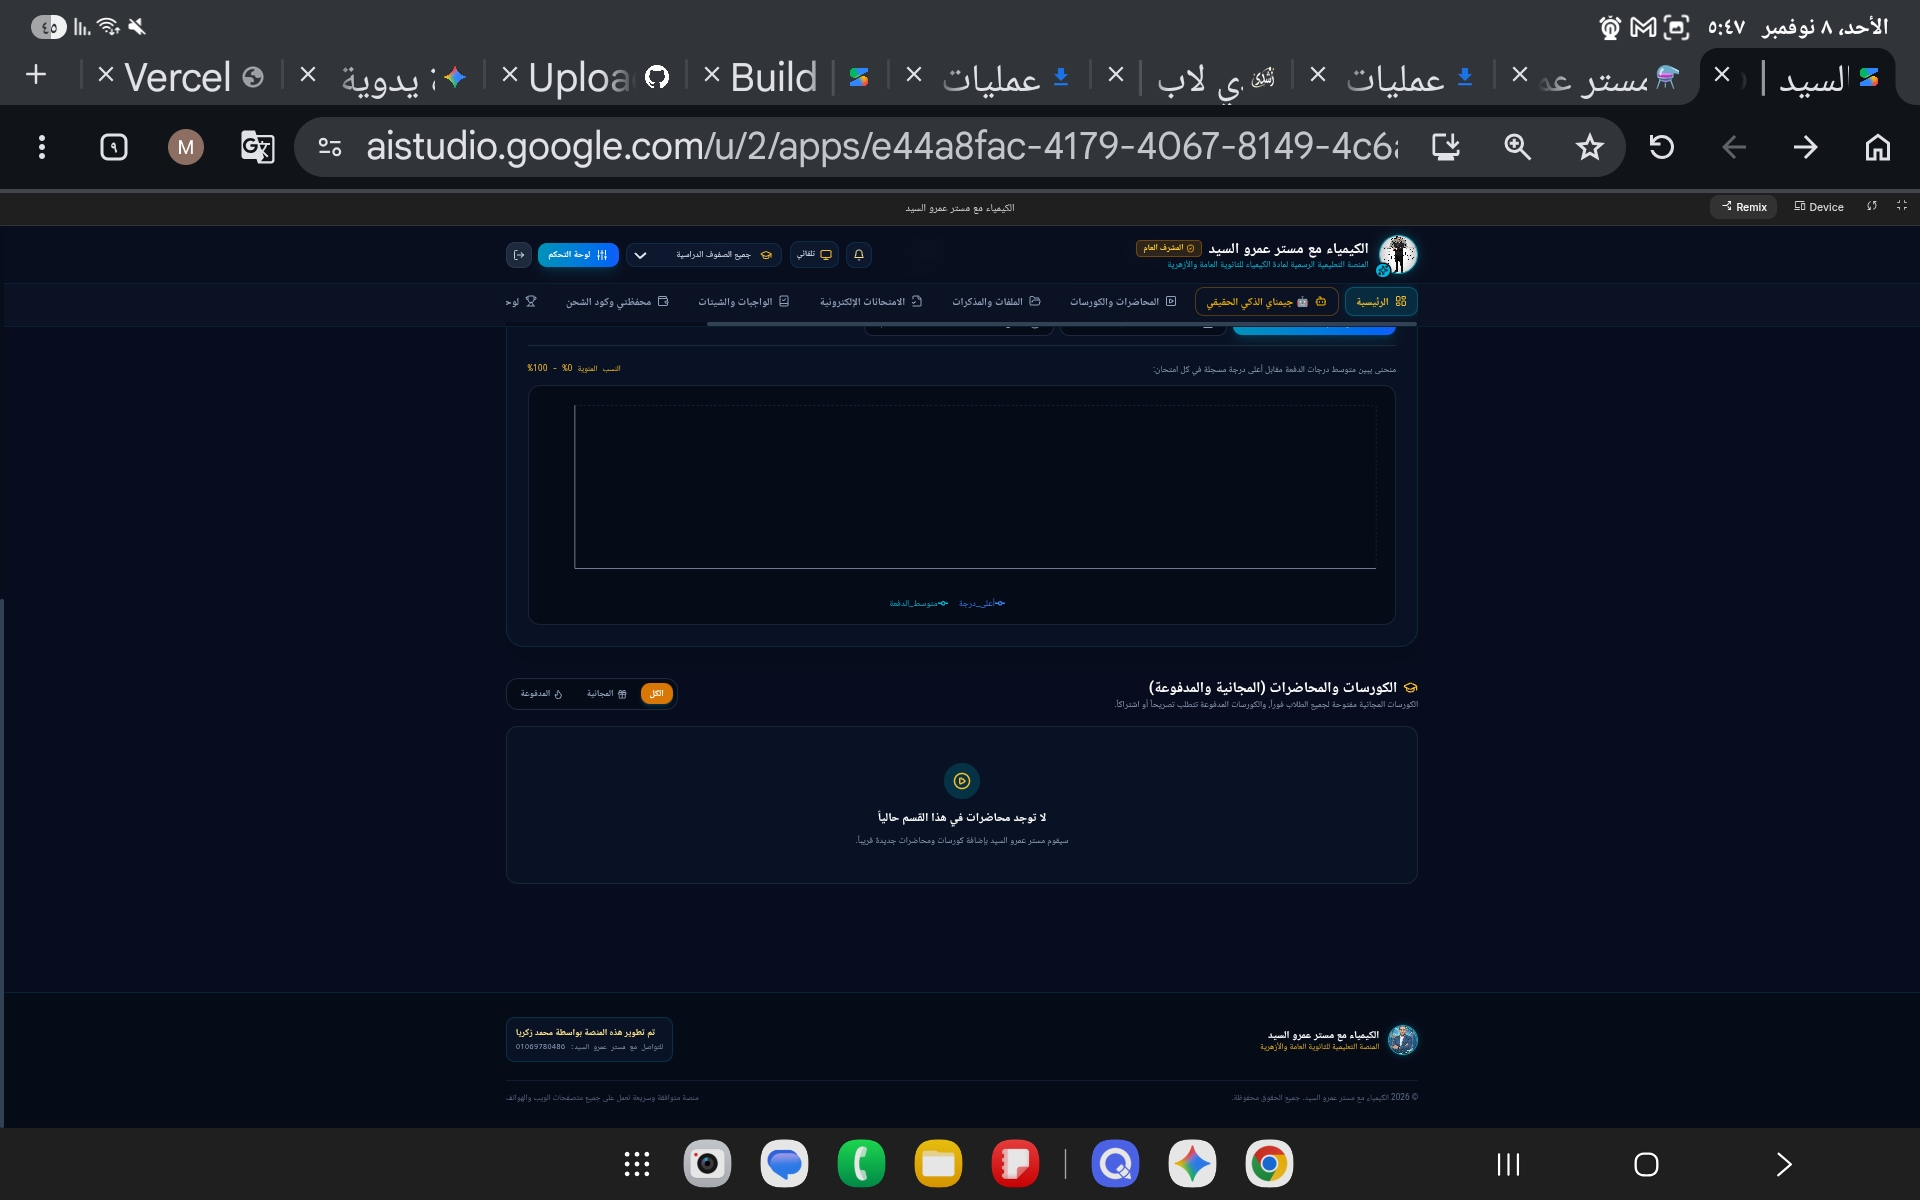 الأحد، ٨ نوفمبر ٥:٤٧
٤٥
السيد
مستر عم
عمليات
ي لاب
عمليات
Build
Uploa
يدوية
Vercel
aistudio.google.com/u/2/apps/e44a8fac-4179-4067-8149-4c6
M
٩
الكيمياء مع مستر عمرو السيد
Device
Remix
الكيمياء مع مستر عمرو السيد
المشرف العام
المنصة التعليمية الرسمية لمادة الكيمياء للثانوية العامة والأزهرية
تلقائي
جميع الصفوف الدراسية
لوحة التحكم
الرئيسية
🤖 جيمناي الذكي الحقيقي
المحاضرات والكورسات
الملفات والمذكرات
الامتحانات الإلكترونية
الواجبات والشيتات
محفظتي وكود الشحن
لوح
منحنى يبين متوسط درجات الدفعة مقابل أعلى درجة مسجلة في كل امتحان:
النسب المئوية 0% - 100%
أعلى_درجة
متوسط_الدفعة
الكورسات والمحاضرات (المجانية والمدفوعة)
الكورسات المجانية مفتوحة لجميع الطلاب فوراً، والكورسات المدفوعة تتطلب تصريحاً أو اشتراكاً.
الكل
المجانية
المدفوعة
لا توجد محاضرات في هذا القسم حالياً
سيقوم مستر عمرو السيد بإضافة كورسات ومحاضرات جديدة قريباً.
الكيمياء مع مستر عمرو السيد
المنصة التعليمية للثانوية العامة والأزهرية
تم تطوير هذه المنصة بواسطة محمد زكريا
للتواصل مع مستر عمرو السيد: 01069780486
© 2026 الكيمياء مع مستر عمرو السيد. جميع الحقوق محفوظة.
منصة متوافقة وسريعة تعمل على جميع متصفحات الويب والهواتف